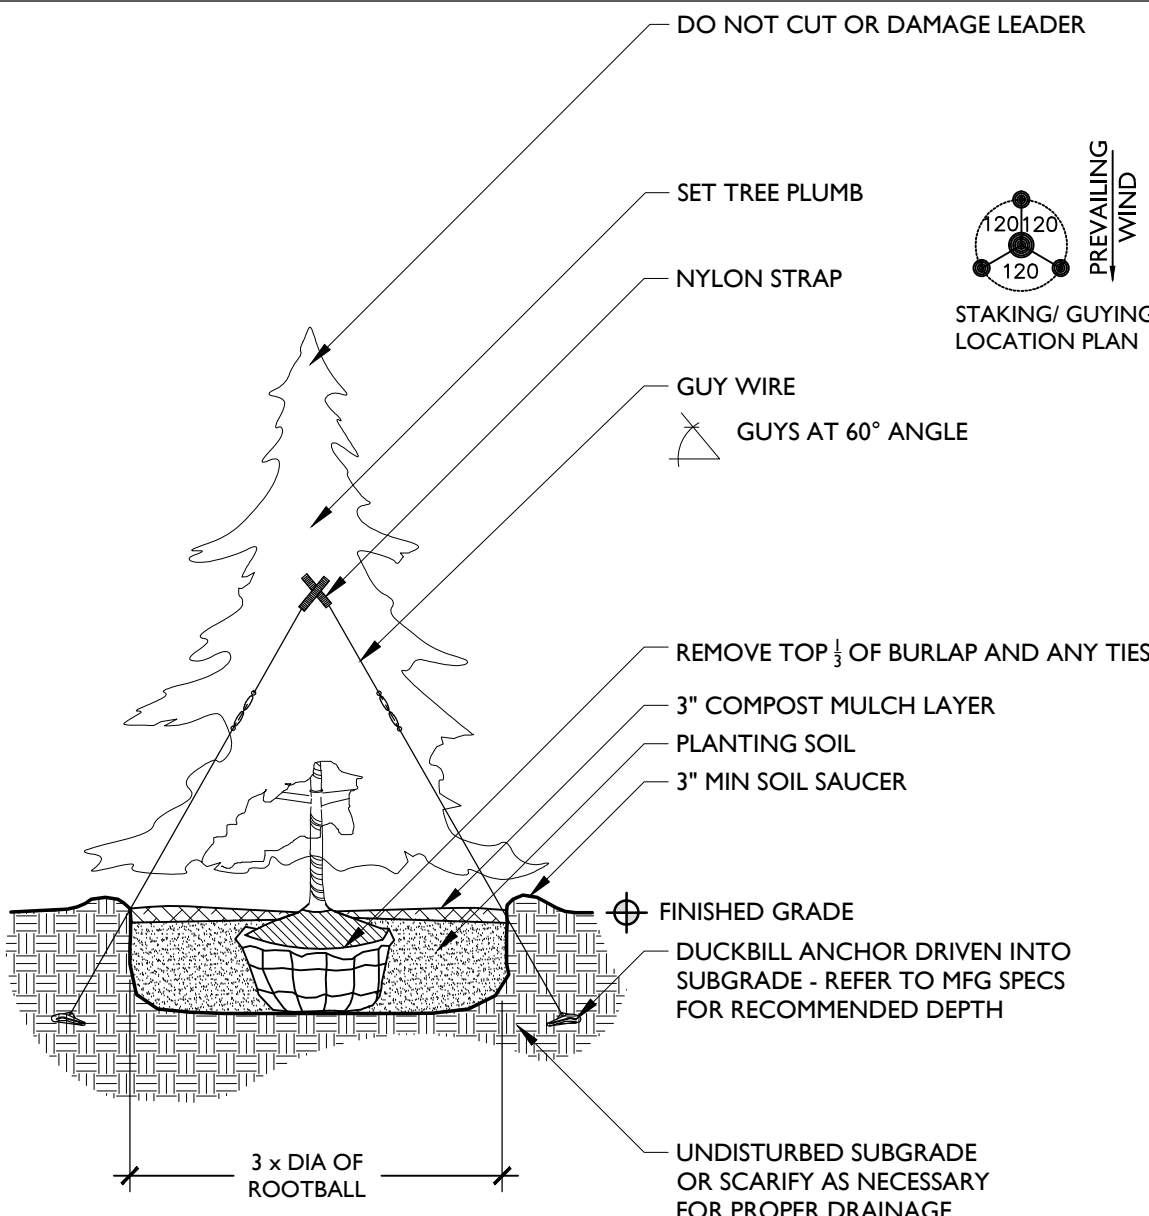 DO NOT CUT OR DAMAGE LEADER
SET TREE PLUMB
PREVAILING
WIND
120 120
120
STAKING/ GUYING
LOCATION PLAN
NYLON STRAP
GUY WIRE
GUYS AT 60° ANGLE
REMOVE TOP 1/3 OF BURLAP AND ANY TIES
3" COMPOST MULCH LAYER
PLANTING SOIL
3" MIN SOIL SAUCER
FINISHED GRADE
DUCKBILL ANCHOR DRIVEN INTO
SUBGRADE - REFER TO MFG SPECS
FOR RECOMMENDED DEPTH
3 x DIA OF
ROOTBALL
UNDISTURBED SUBGRADE
OR SCARIFY AS NECESSARY
FOR PROPER DRAINAGE